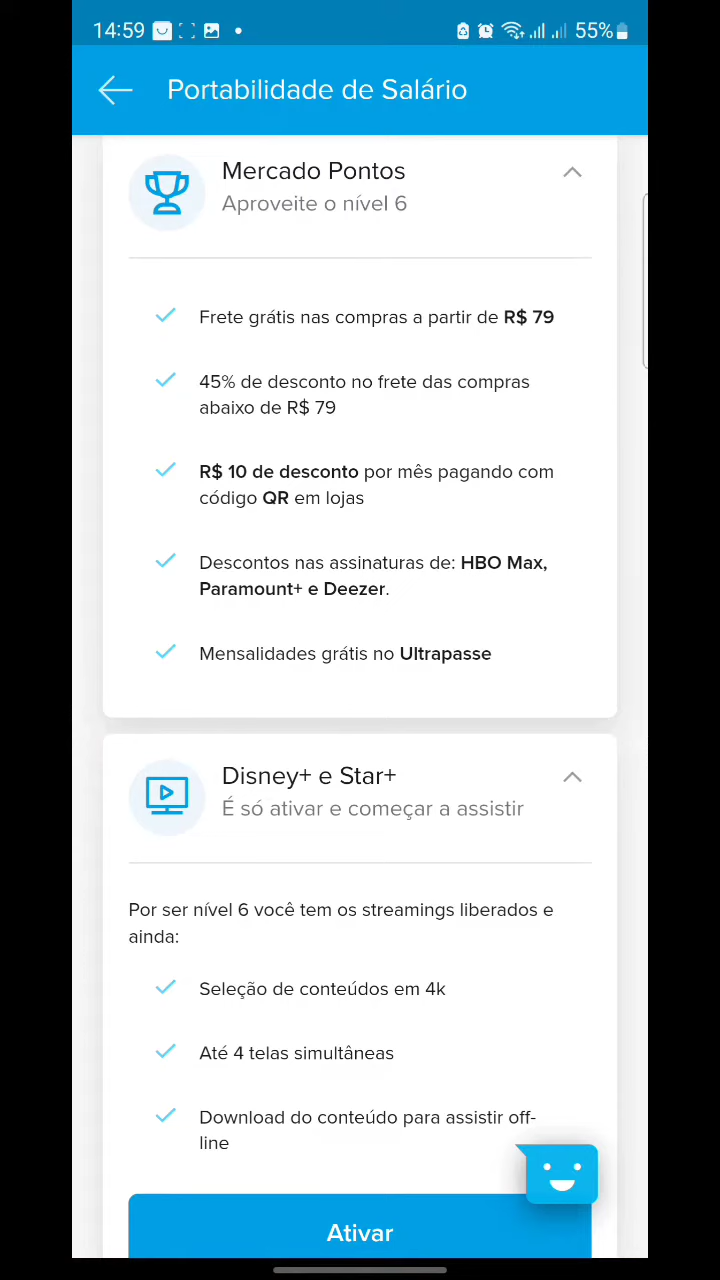 14:59
55%
Portabilidade de Salário
Mercado Pontos
Aproveite o nível 6
Frete grátis nas compras a partir de R$ 79
45% de desconto no frete das compras
abaixo de R$ 79
R$ 10 de desconto por mês pagando com
código QR em lojas
Descontos nas assinaturas de: HBO Max,
Paramount+ e Deezer.
Mensalidades grátis no Ultrapasse
Disney+ e Star+
É só ativar e começar a assistir
Por ser nível 6 você tem os streamings liberados e
ainda:
Seleção de conteúdos em 4k
Até 4 telas simultâneas
Download do conteúdo para assistir off-
line
Ativar